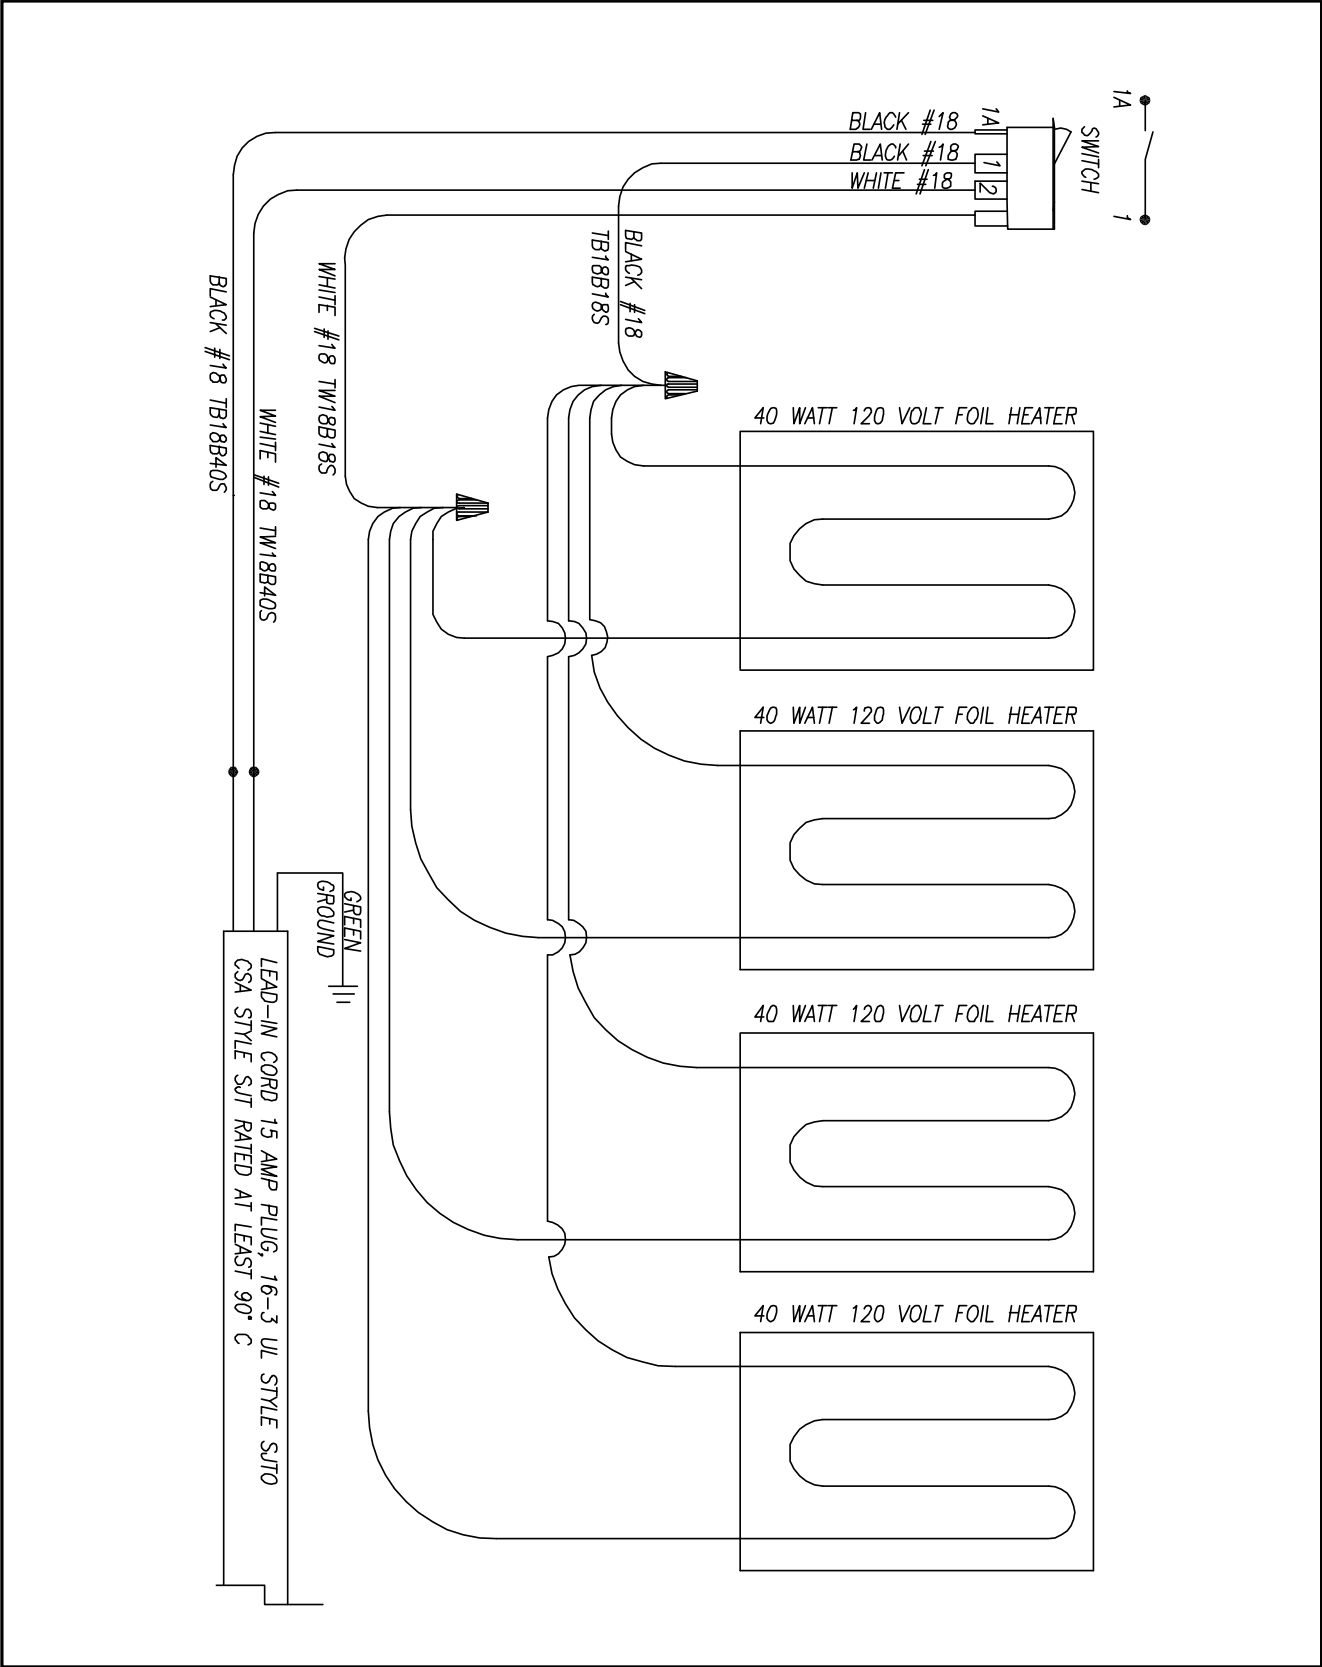 1A
1
SWITCH
1A
1
2
BLACK #18
BLACK #18
WHITE #18
BLACK #18
TB18B18S
WHITE #18 TW18B18S
BLACK #18 TB18B40S
WHITE #18 TW18B40S
40 WATT 120 VOLT FOIL HEATER
40 WATT 120 VOLT FOIL HEATER
40 WATT 120 VOLT FOIL HEATER
40 WATT 120 VOLT FOIL HEATER
GREEN
GROUND
LEAD-IN CORD 15 AMP PLUG, 16-3 UL STYLE SJTO
CSA STYLE SJT RATED AT LEAST 90° C